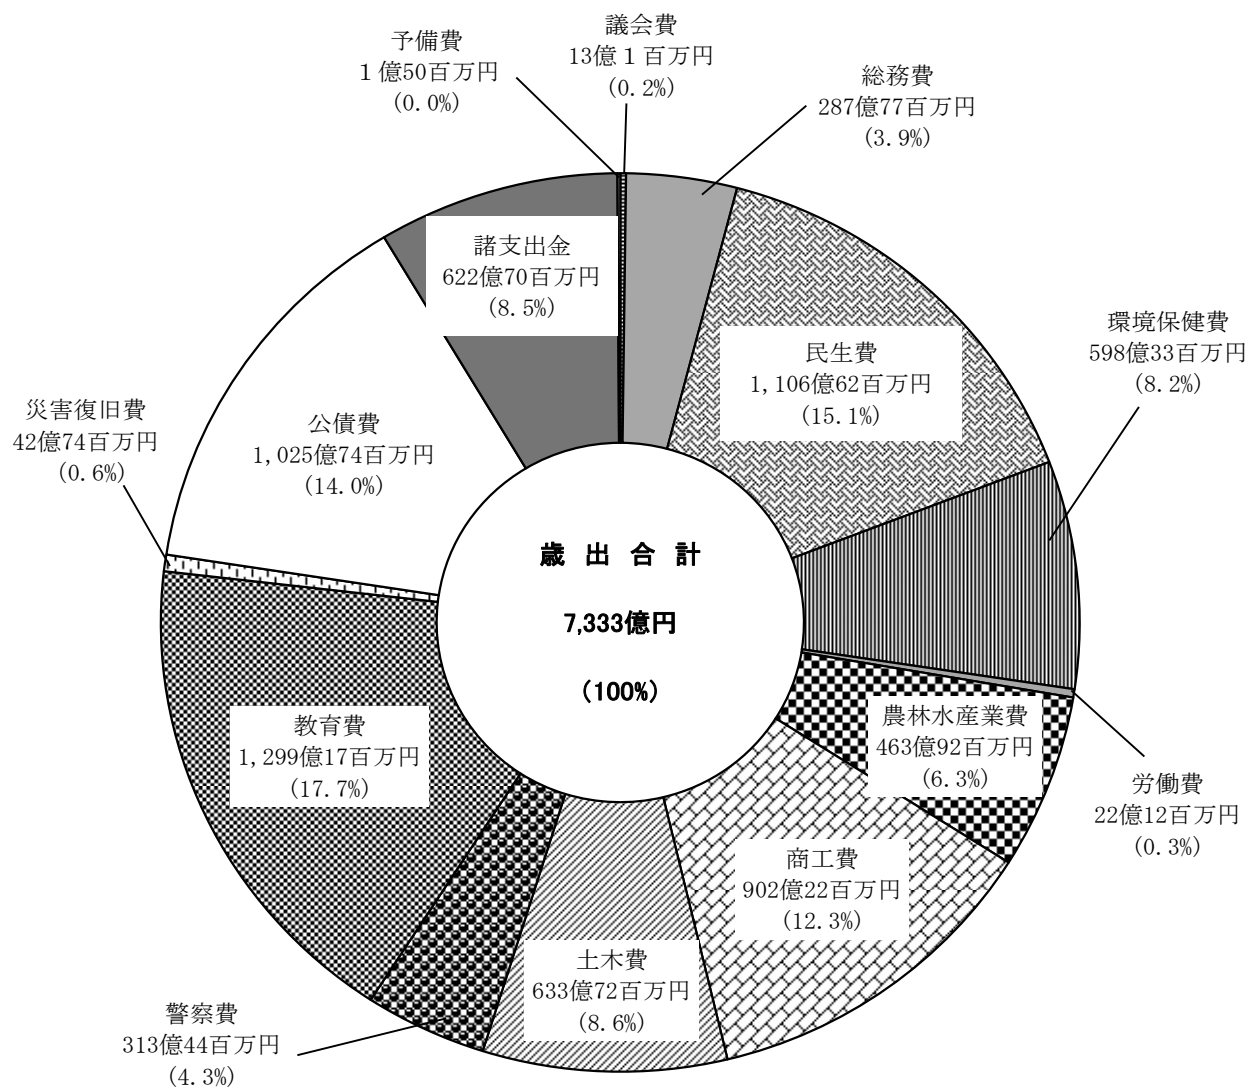 予備費
１億50百万円
(0.0%)
議会費
13億１百万円
(0.2%)
総務費
287億77百万円
(3.9%)
諸支出金
622億70百万円
(8.5%)
民生費
1,106億62百万円
(15.1%)
環境保健費
598億33百万円
(8.2%)
災害復旧費
42億74百万円
(0.6%)
公債費
1,025億74百万円
(14.0%)
歳出合計
7,333億円
(100%)
教育費
1,299億17百万円
(17.7%)
農林水産業費
463億92百万円
(6.3%)
労働費
22億12百万円
(0.3%)
商工費
902億22百万円
(12.3%)
土木費
633億72百万円
(8.6%)
警察費
313億44百万円
(4.3%)